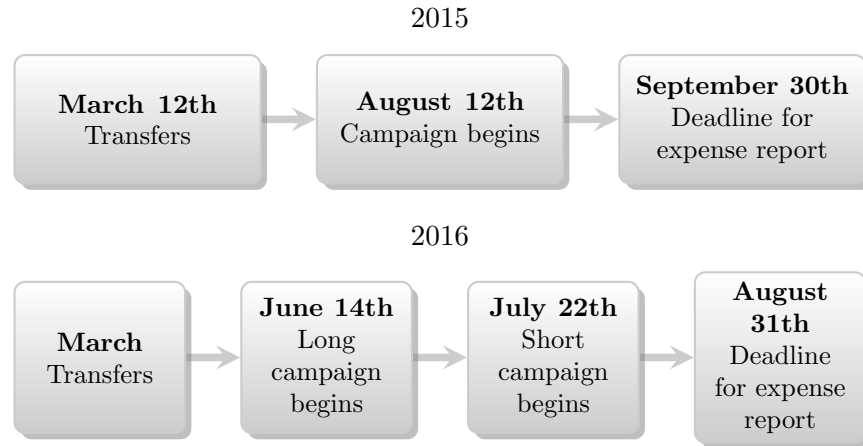 2015
March 12th
Transfers
August 12th
Campaign begins
September 30th
Deadline for
expense report
2016
March
Transfers
June 14th
Long
campaign
begins
July 22th
Short
campaign
begins
August
31th
Deadline
for expense
report